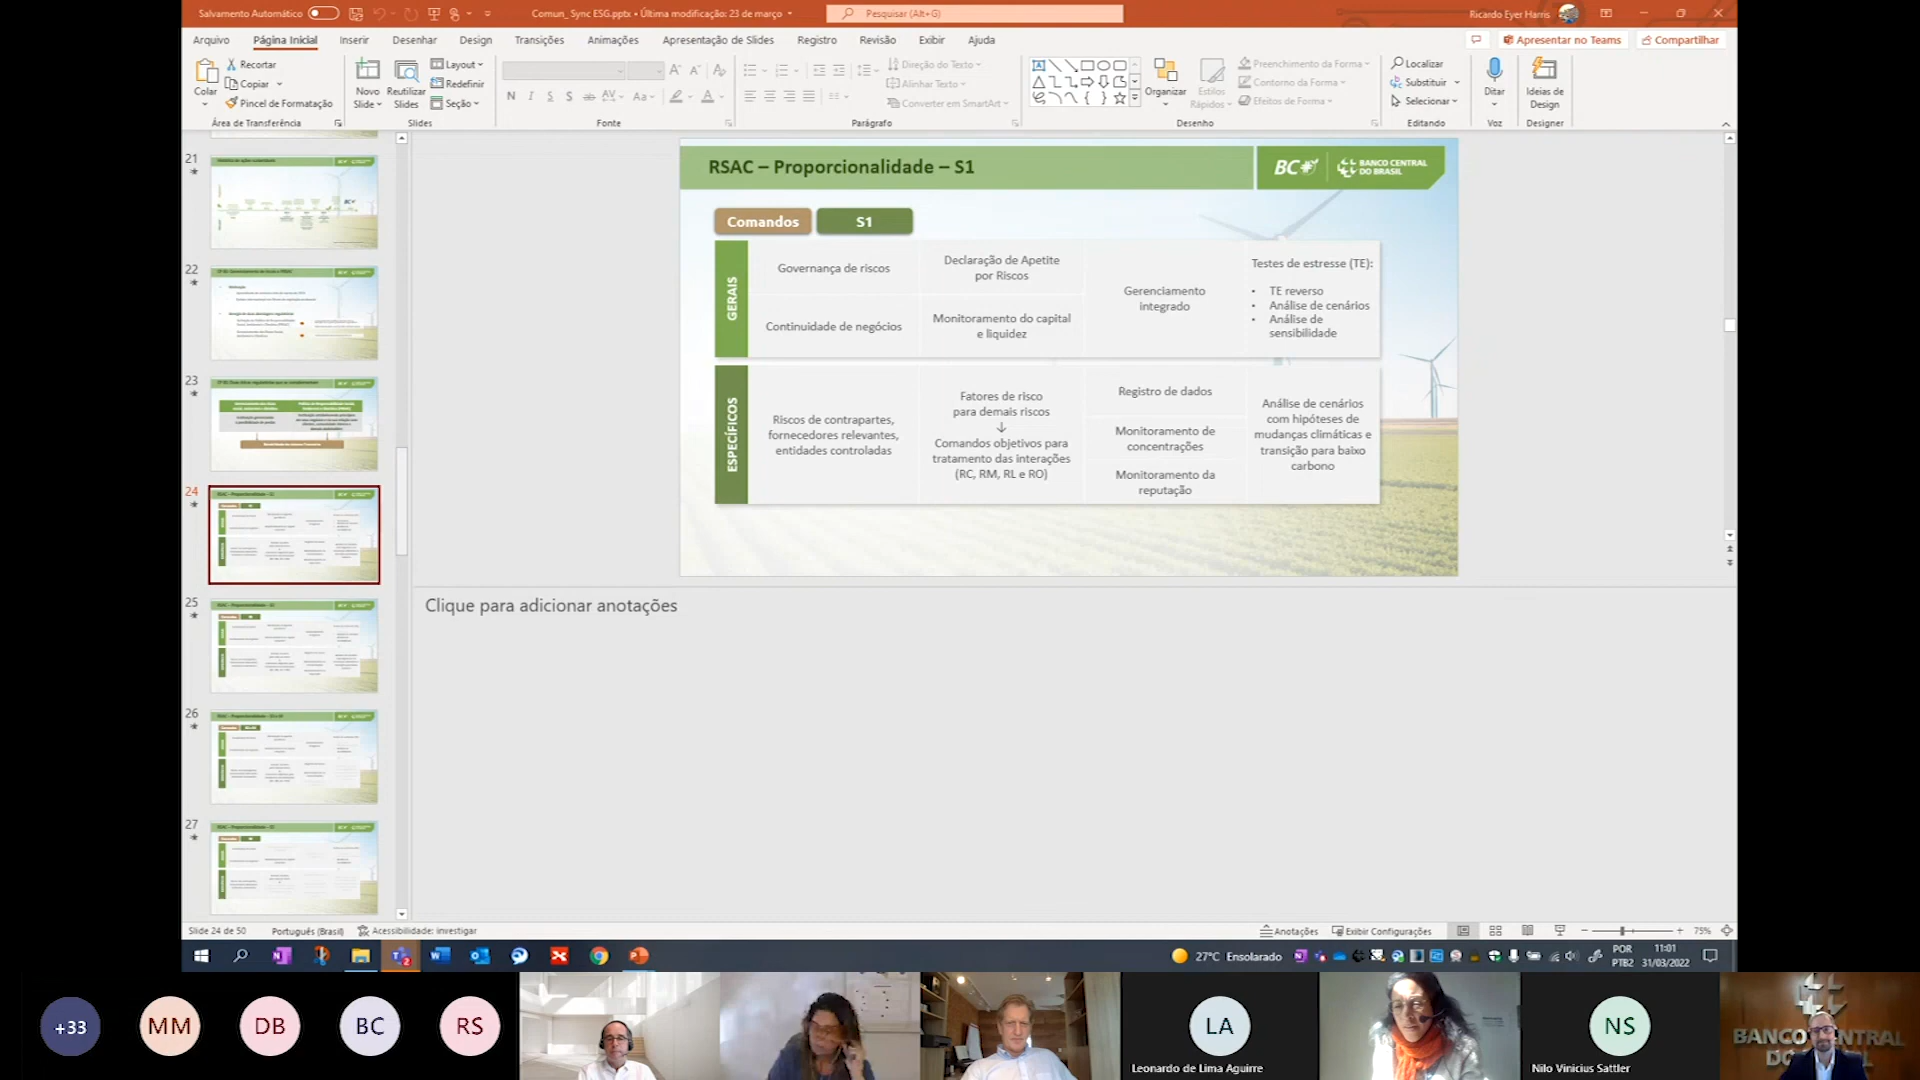 Salvamento Automático
Comun_ Sync ESG.pptx • Última modificação: 23 de março
Pesquisar (Alt+G)
Ricardo Eyer Harris
Arquivo
Página Inicial
Inserir
Desenhar
Design
Transições
Animações
Apresentação de Slides
Registro
Revisão
Exibir
Ajuda
Apresentar no Teams
Compartilhar
Colar
Recortar
Copiar
Pincel de Formatação
Área de Transferência
Novo
Slide
Reutilizar
Slides
Layout
Redefinir
Seção
Slides
N
I
S
S
ab
AV
Aa
A
Fonte
Direção do Texto
Alinhar Texto
Converter em SmartArt
Parágrafo
Organizar
Estilos
Rápidos
Preenchimento da Forma
Contorno da Forma
Efeitos de Forma
Desenho
Localizar
Substituir
Selecionar
Editando
Ditar
Voz
Ideias de
Design
Designer
21
22
23
24
25
26
27
RSAC – Proporcionalidade – S1
BC
BANCO CENTRAL
DO BRASIL
Comandos
S1
GERAIS
Governança de riscos
Declaração de Apetite
por Riscos
Continuidade de negócios
Monitoramento do capital
e liquidez
Gerenciamento
integrado
Testes de estresse (TE):
• TE reverso
• Análise de cenários
• Análise de
sensibilidade
ESPECÍFICOS
Riscos de contrapartes,
fornecedores relevantes,
entidades controladas
Fatores de risco
para demais riscos
↓
Comandos objetivos para
tratamento das interações
(RC, RM, RL e RO)
Registro de dados
Monitoramento de
concentrações
Monitoramento da
reputação
Análise de cenários
com hipóteses de
mudanças climáticas e
transição para baixo
carbono
Clique para adicionar anotações
Slide 24 de 50
Português (Brasil)
Acessibilidade: investigar
Anotações
Exibir Configurações
75%
27°C Ensolarado
POR
PTB2
11:01
31/03/2022
+33
MM
DB
BC
RS
LA
Leonardo de Lima Aguirre
NS
Nilo Vinicius Sattler
BANCO CENTRAL